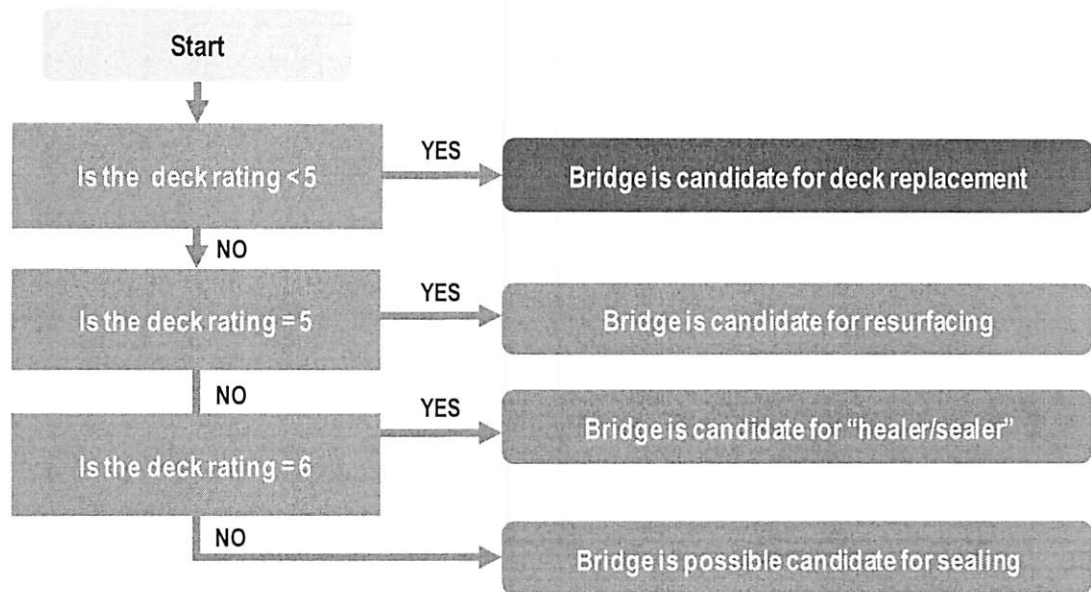 Start
Is the deck rating < 5
YES
Bridge is candidate for deck replacement
NO
Is the deck rating = 5
YES
Bridge is candidate for resurfacing
NO
YES
Bridge is candidate for “healer/sealer”
Is the deck rating = 6
NO
Bridge is possible candidate for sealing